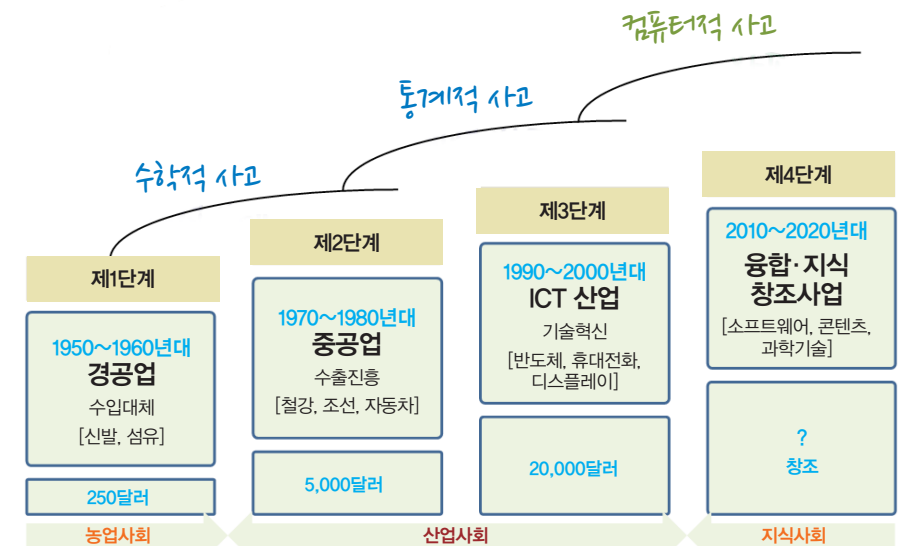 컴퓨터적 사고
통계적 사고
수학적 사고
제1단계
1950~1960년대
경공업
수입대체
[신발, 섬유]
250달러
제2단계
1970~1980년대
중공업
수출진흥
[철강, 조선, 자동차]
5,000달러
제3단계
1990~2000년대
ICT 산업
기술혁신
[반도체, 휴대전화,
디스플레이]
20,000달러
제4단계
2010~2020년대
융합·지식
창조사업
[소프트웨어, 콘텐츠,
과학기술]
?
창조
농업사회
산업사회
지식사회